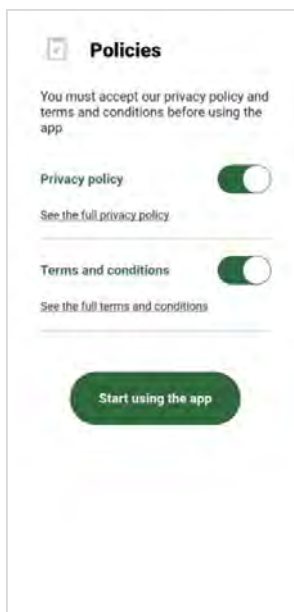 Policies
You must accept our privacy policy and
terms and conditions before using the
app
Privacy policy
See the full privacy policy
Terms and conditions
See the full terms and conditions
Start using the app